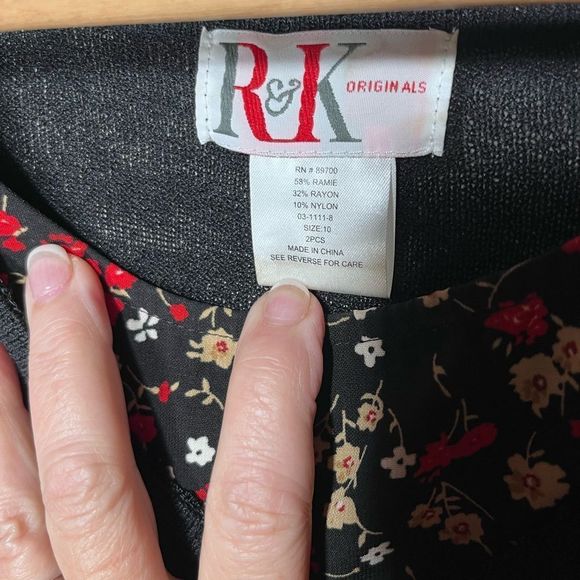 R&K ORIGINALS
RN # 89700
58% RAMIE
32% RAYON
10% NYLON
03-1111-8
SIZE:10
2PCS
MADE IN CHINA
SEE REVERSE FOR CARE